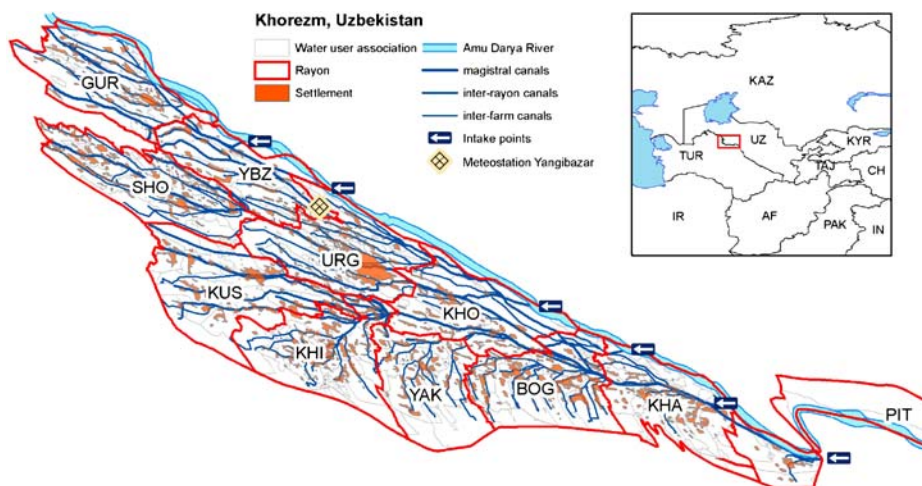 Khorezm, Uzbekistan
Water user association
Rayon
Settlement
Amu Darya River
magistral canals
inter-rayon canals
inter-farm canals
Intake points
Meteostation Yangibazar
GUR
SHO
YBZ
URG
KUS
KHO
KHI
YAK
BOG
KHA
PIT
KAZ
UZ
KYR
TUR
TAJ
CH
IR
AF
PAK
IN